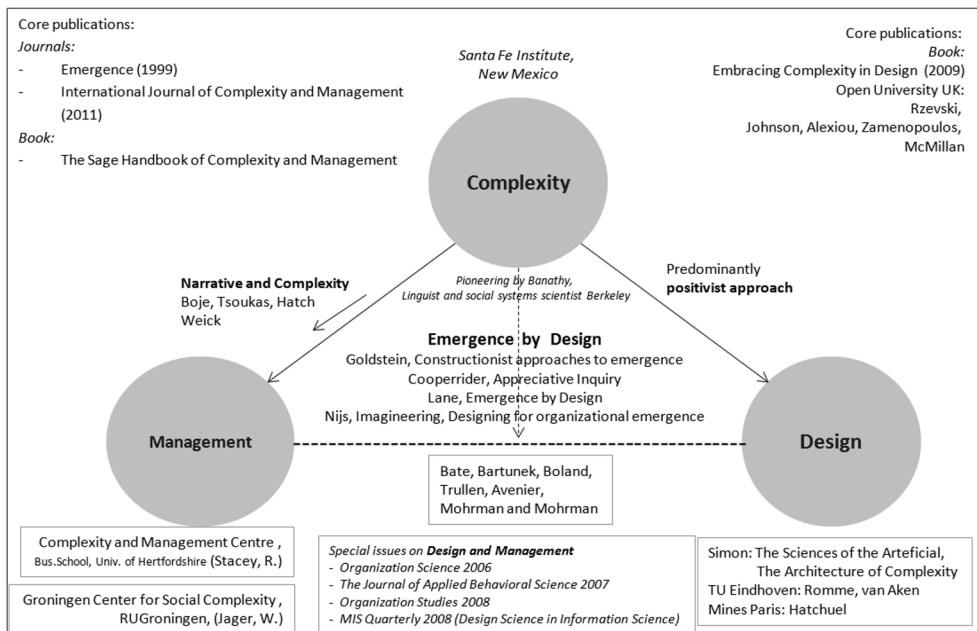 Core publications:
Journals:
- Emergence (1999)
- International Journal of Complexity and Management
(2011)
Book:
- The Sage Handbook of Complexity and Management
Santa Fe Institute,
New Mexico
Core publications:
Book:
Embracing Complexity in Design (2009)
Open University UK:
Rzevski,
Johnson, Alexiou, Zamenopoulos,
McMillan
Complexity
Narrative and Complexity
Boje, Tsoukas, Hatch
Weick
Pioneering by Banathy,
Linguist and social systems scientist Berkeley
Predominantly
positivist approach
Emergence by Design
Goldstein, Constructionist approaches to emergence
Cooperrider, Appreciative Inquiry
Lane, Emergence by Design
Nijs, Imagineering, Designing for organizational emergence
Management
Design
Bate, Bartunek, Boland,
Trullen, Avenier,
Mohrman and Mohrman
Complexity and Management Centre ,
Bus.School, Univ. of Hertfordshire (Stacey, R.)
Groningen Center for Social Complexity ,
RUGroningen, (Jager, W.)
Special issues on Design and Management
- Organization Science 2006
- The Journal of Applied Behavioral Science 2007
- Organization Studies 2008
- MIS Quarterly 2008 (Design Science in Information Science)
Simon: The Sciences of the Arteficial,
The Architecture of Complexity
TU Eindhoven: Romme, van Aken
Mines Paris: Hatchuel